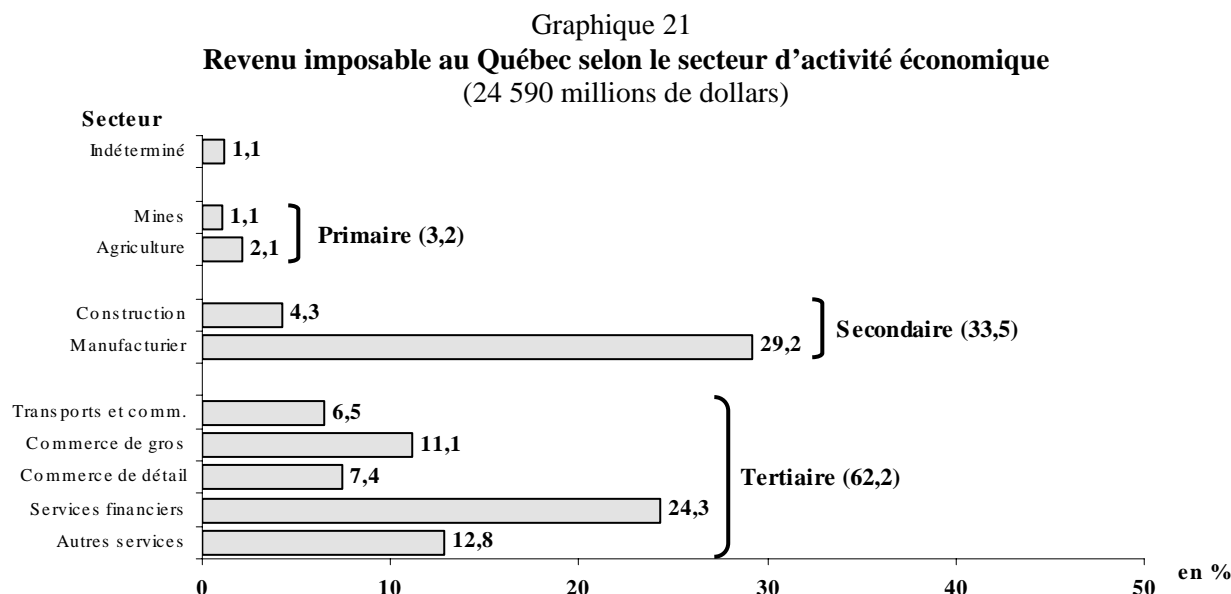 Graphique 21
Revenu imposable au Québec selon le secteur d’activité économique
(24 590 millions de dollars)
Secteur
Indéterminé 1,1
Mines 1,1
Primaire (3,2)
Agriculture 2,1
Construction 4,3
Secondaire (33,5)
Manufacturier 29,2
Transports et comm. 6,5
Commerce de gros 11,1
Commerce de détail 7,4
Tertiaire (62,2)
Services financiers 24,3
Autres services 12,8
0 10 20 30 40 50 en %